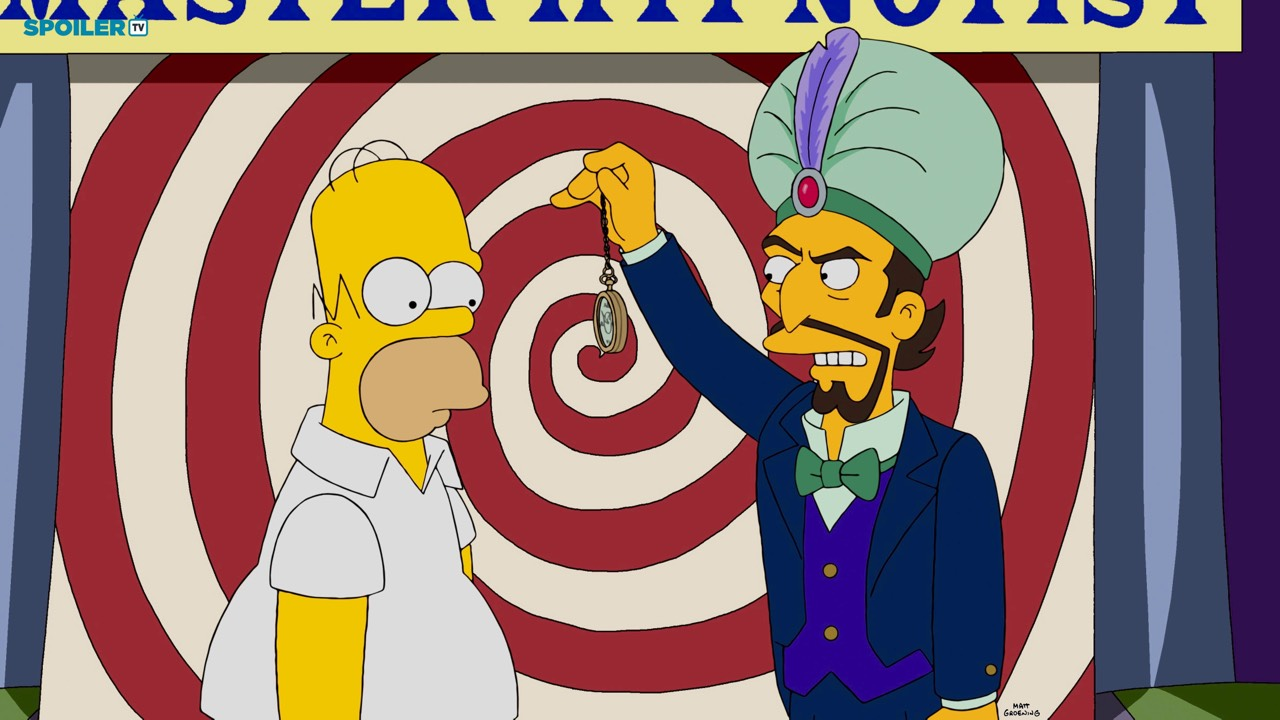 MASTER HYPNOTIST
SPOILER TV
MATT
GROENING